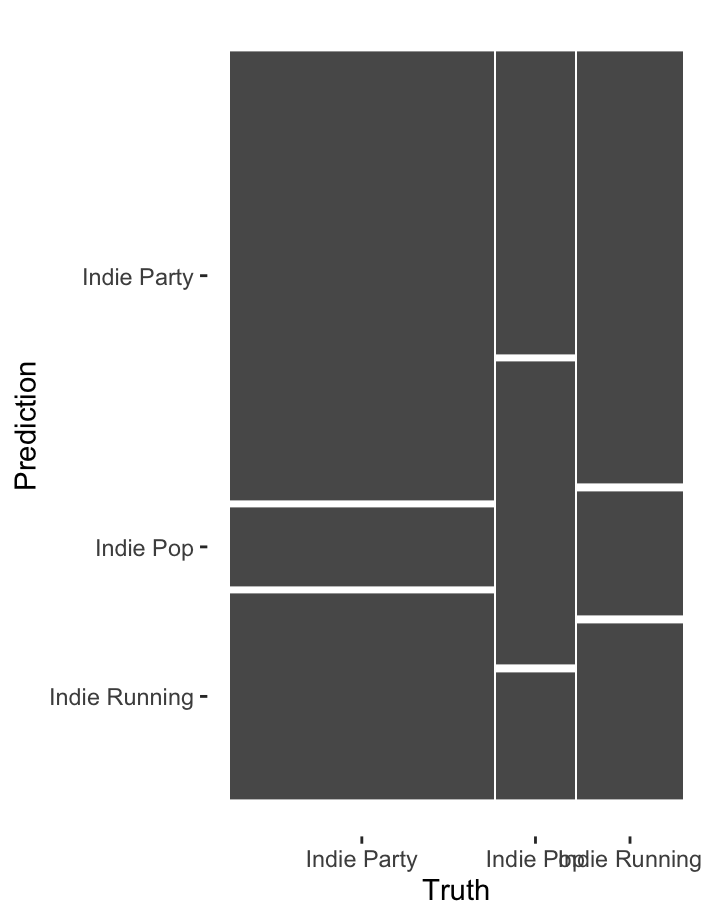 Prediction
Indie Party
Indie Pop
Indie Running
Indie Party
Indie Pop
Indie Running
Truth